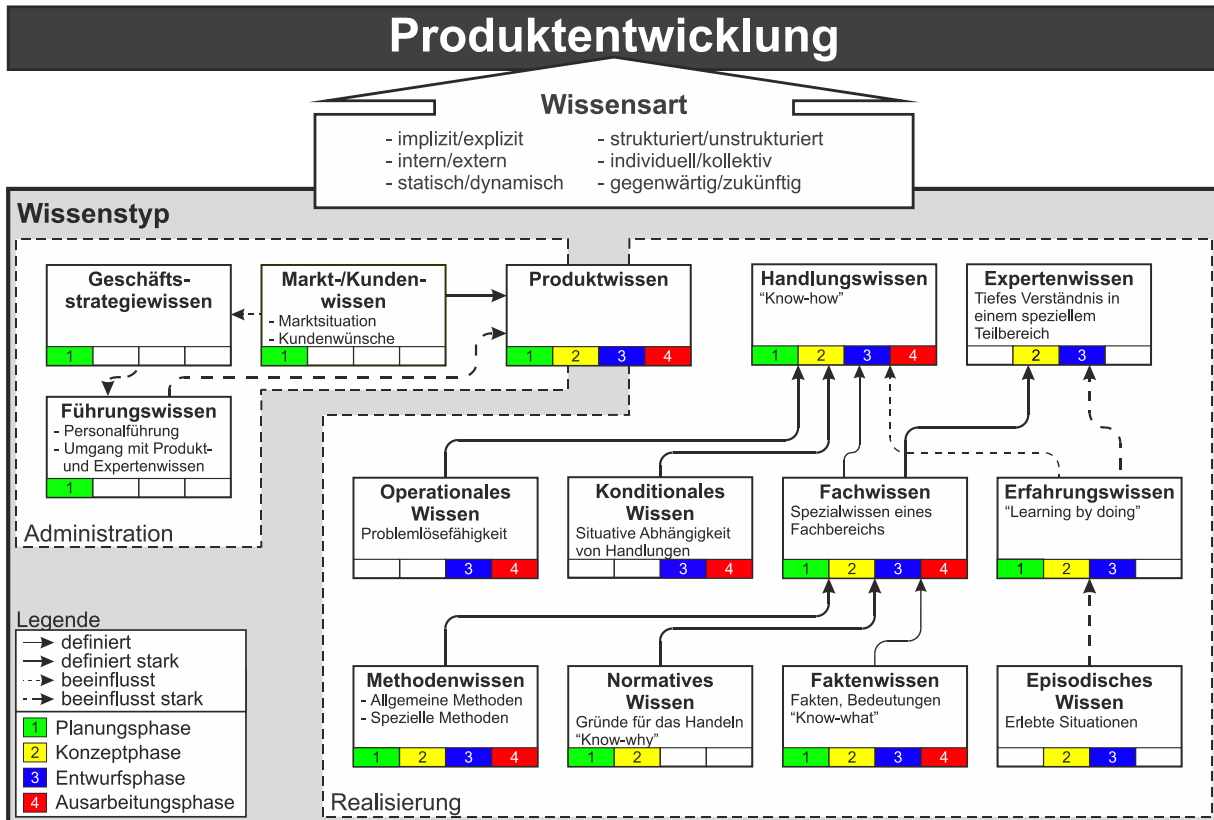 Produktentwicklung
Wissensart
- implizit/explizit
- intern/extern
- statisch/dynamisch
- strukturiert/unstrukturiert
- individuell/kollektiv
- gegenwärtig/zukünftig
Wissenstyp
Geschäfts-
strategiewissen
1
Markt-/Kunden-
wissen
- Marktsituation
- Kundenwünsche
1
Produktwissen
1 2 3 4
Handlungswissen
“Know-how”
1 2 3 4
Expertenwissen
Tiefes Verständnis in
einem speziellem
Teilbereich
2 3
Führungswissen
- Personalführung
- Umgang mit Produkt-
und Expertenwissen
1
Administration
Operationales
Wissen
Problemlösefähigkeit
3 4
Konditionales
Wissen
Situative Abhängigkeit
von Handlungen
3 4
Fachwissen
Spezialwissen eines
Fachbereichs
1 2 3 4
Erfahrungswissen
“Learning by doing”
1 2 3
Methodenwissen
- Allgemeine Methoden
- Spezielle Methoden
1 2 3 4
Normatives
Wissen
Gründe für das Handeln
“Know-why”
1 2
Faktenwissen
Fakten, Bedeutungen
“Know-what”
1 2 3 4
Episodisches
Wissen
Erlebte Situationen
2 3
Realisierung
Legende
definiert
definiert stark
beeinflusst
beeinflusst stark
1 Planungsphase
2 Konzeptphase
3 Entwurfsphase
4 Ausarbeitungsphase